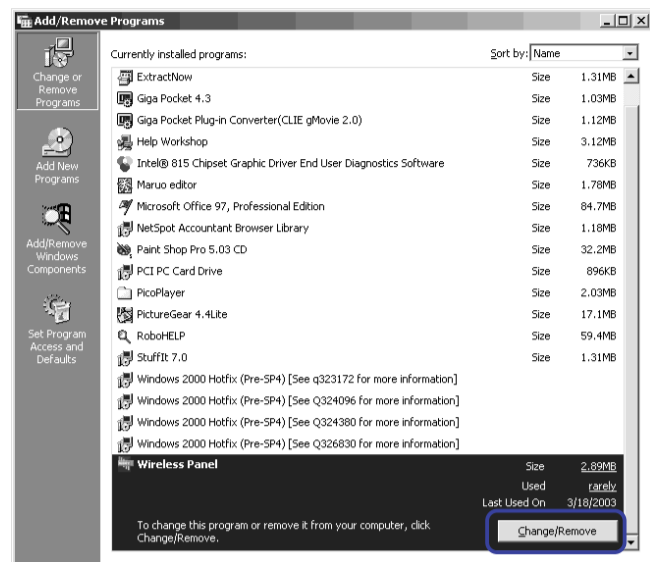 Add/Remove Programs
Change or
Remove
Programs
Add New
Programs
Add/Remove
Windows
Components
Set Program
Access and
Defaults
Currently installed programs: Sort by: Name
ExtractNow Size 1.31MB
Giga Pocket 4.3 Size 1.03MB
Giga Pocket Plug-in Converter(CLIE gMovie 2.0) Size 1.12MB
Help Workshop Size 3.12MB
Intel® 815 Chipset Graphic Driver End User Diagnostics Software Size 736KB
Maruo editor Size 1.78MB
Microsoft Office 97, Professional Edition Size 84.7MB
NetSpot Accountant Browser Library Size 1.18MB
Paint Shop Pro 5.03 CD Size 32.2MB
PCI PC Card Drive Size 896KB
PicoPlayer Size 2.03MB
PictureGear 4.4Lite Size 17.1MB
RoboHELP Size 59.4MB
StuffIt 7.0 Size 1.31MB
Windows 2000 Hotfix (Pre-SP4) [See q323172 for more information]
Windows 2000 Hotfix (Pre-SP4) [See Q324096 for more information]
Windows 2000 Hotfix (Pre-SP4) [See Q324380 for more information]
Windows 2000 Hotfix (Pre-SP4) [See Q326830 for more information]
Wireless Panel Size 2.89MB
Used rarely
Last Used On 3/18/2003
To change this program or remove it from your computer, click
Change/Remove.
Change/Remove